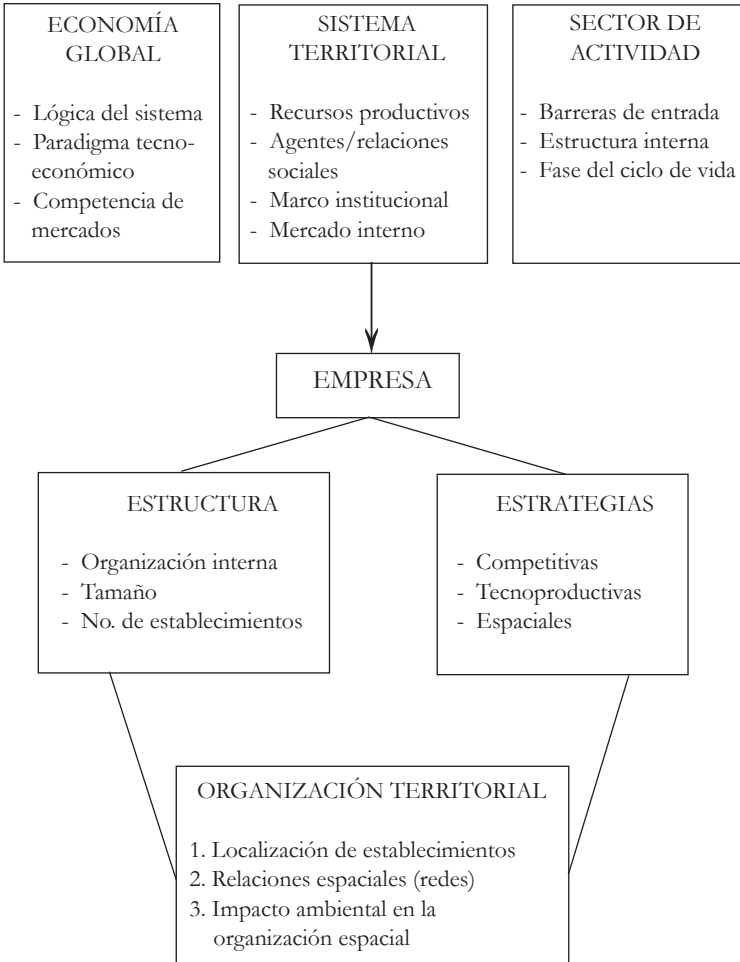 ECONOMÍA
GLOBAL
- Lógica del sistema
- Paradigma tecno-
económico
- Competencia de
mercados
SISTEMA
TERRITORIAL
- Recursos productivos
- Agentes/relaciones
sociales
- Marco institucional
- Mercado interno
SECTOR DE
ACTIVIDAD
- Barreras de entrada
- Estructura interna
- Fase del ciclo de vida
EMPRESA
ESTRUCTURA
- Organización interna
- Tamaño
- No. de establecimientos
ESTRATEGIAS
- Competitivas
- Tecnoproductivas
- Espaciales
ORGANIZACIÓN TERRITORIAL
1. Localización de establecimientos
2. Relaciones espaciales (redes)
3. Impacto ambiental en la
organización espacial